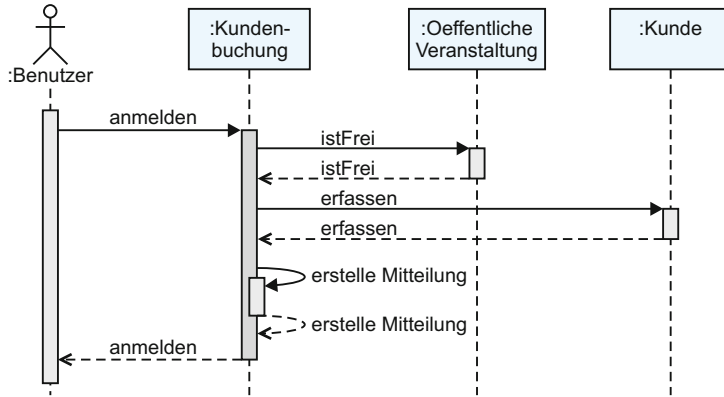 :Kunden-
buchung
:Oeffentliche
Veranstaltung
:Kunde
:Benutzer
anmelden
istFrei
istFrei
erfassen
erfassen
erstelle Mitteilung
erstelle Mitteilung
anmelden